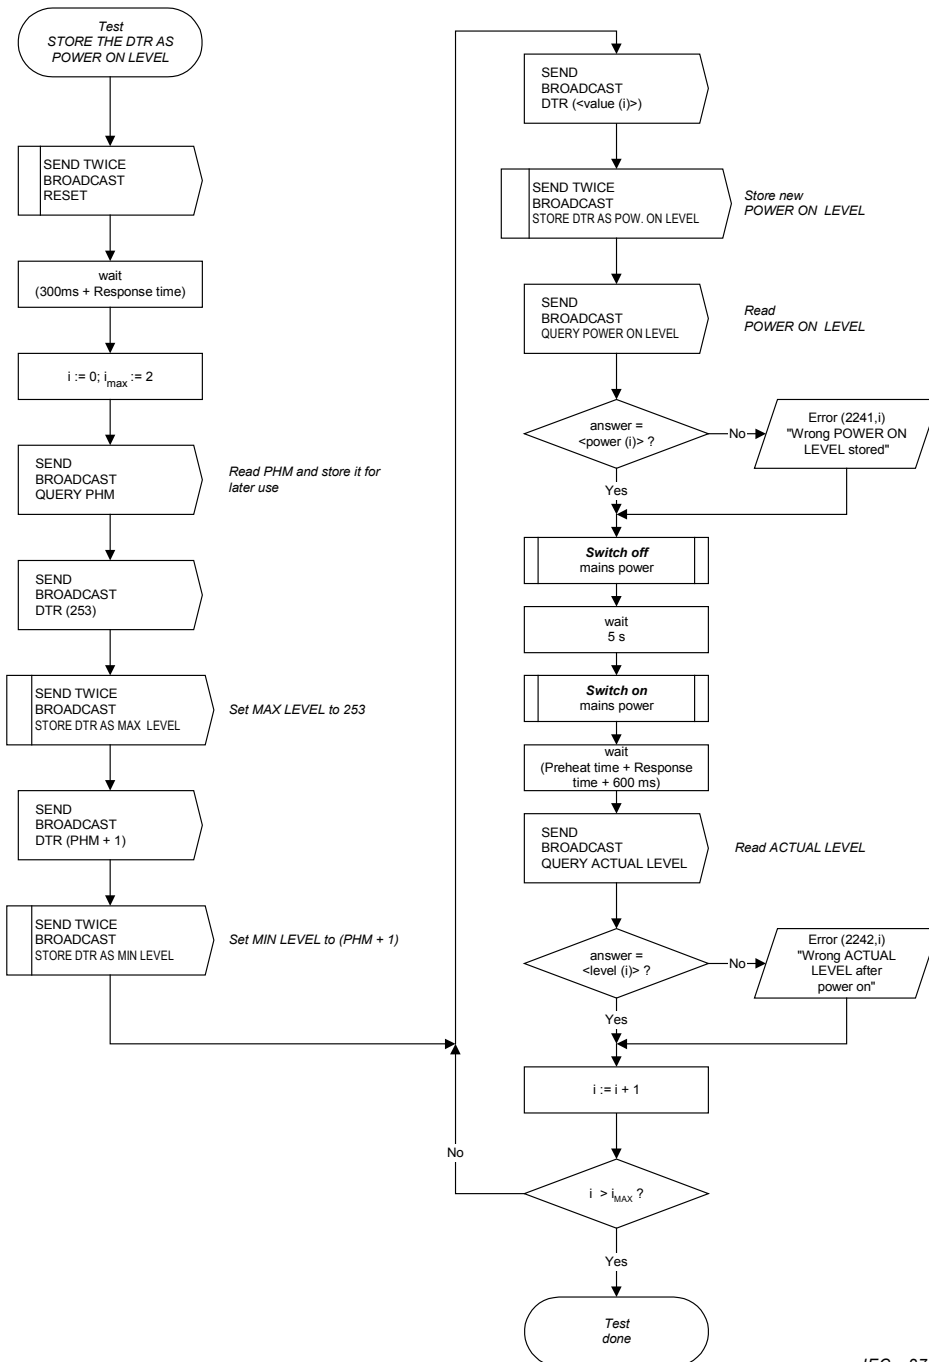 Test
STORE THE DTR AS
POWER ON LEVEL
SEND TWICE
BROADCAST
RESET
wait
(300ms + Response time)
i := 0; imax := 2
SEND
BROADCAST
QUERY PHM
Read PHM and store it for
later use
SEND
BROADCAST
DTR (253)
SEND TWICE
BROADCAST
STORE DTR AS MAX LEVEL
Set MAX LEVEL to 253
SEND
BROADCAST
DTR (PHM + 1)
SEND TWICE
BROADCAST
STORE DTR AS MIN LEVEL
Set MIN LEVEL to (PHM + 1)
SEND
BROADCAST
DTR (<value (i)>)
SEND TWICE
BROADCAST
STORE DTR AS POW. ON LEVEL
Store new
POWER ON LEVEL
SEND
BROADCAST
QUERY POWER ON LEVEL
Read
POWER ON LEVEL
answer =
<power (i)> ?
No
Error (2241,i)
"Wrong POWER ON
LEVEL stored"
Yes
Switch off
mains power
wait
5 s
Switch on
mains power
wait
(Preheat time + Response
time + 600 ms)
SEND
BROADCAST
QUERY ACTUAL LEVEL
Read ACTUAL LEVEL
answer =
<level (i)> ?
No
Error (2242,i)
"Wrong ACTUAL
LEVEL after
power on"
Yes
i := i + 1
No
i > iMAX ?
Yes
Test
done